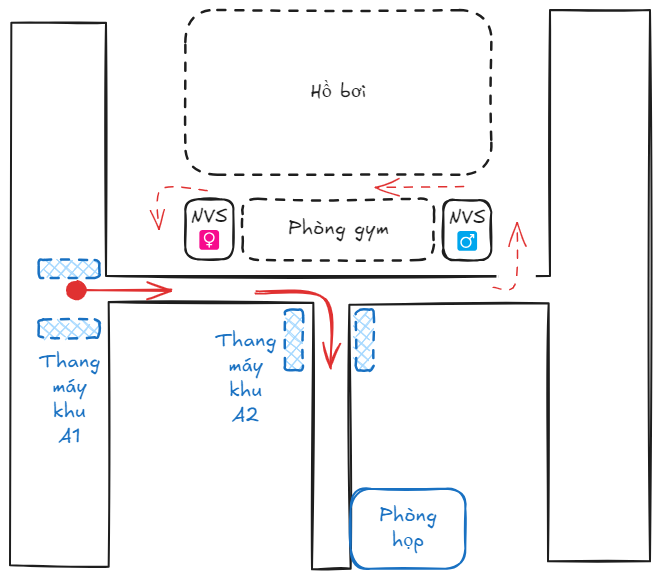 Hồ bơi
NVS
Phòng gym
NVS
Thang
máy
khu
A1
Thang
máy
khu
A2
Phòng
họp